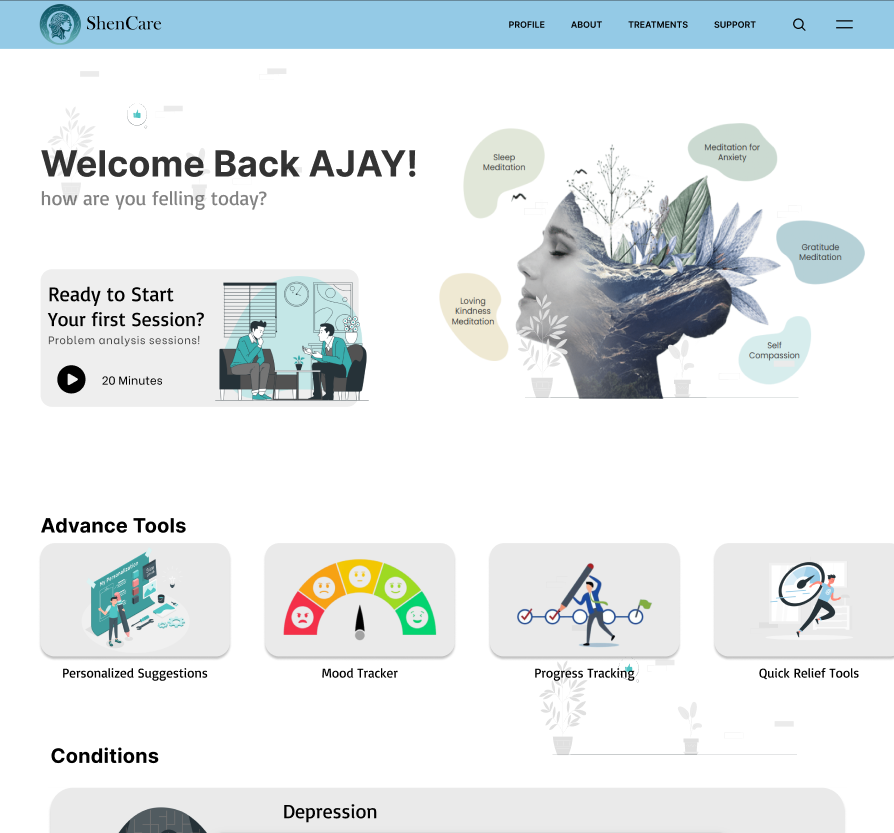 ShenCare
PROFILE
ABOUT
TREATMENTS
SUPPORT
Welcome Back AJAY!
how are you felling today?
Sleep
Meditation
Meditation for
Anxiety
Gratitude
Meditation
Loving
Kindness
Meditation
Self
Compassion
Ready to Start
Your first Session?
Problem analysis sessions!
20 Minutes
Advance Tools
My Personalization
Personalized Suggestions
Mood Tracker
Progress Tracking
Quick Relief Tools
Conditions
Depression